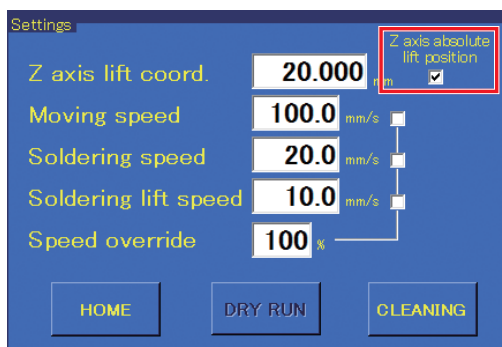 Settings
Z axis absolute
lift position
Z axis lift coord. 20.000 mm
Moving speed 100.0 mm/s
Soldering speed 20.0 mm/s
Soldering lift speed 10.0 mm/s
Speed override 100 %
HOME DRY RUN CLEANING